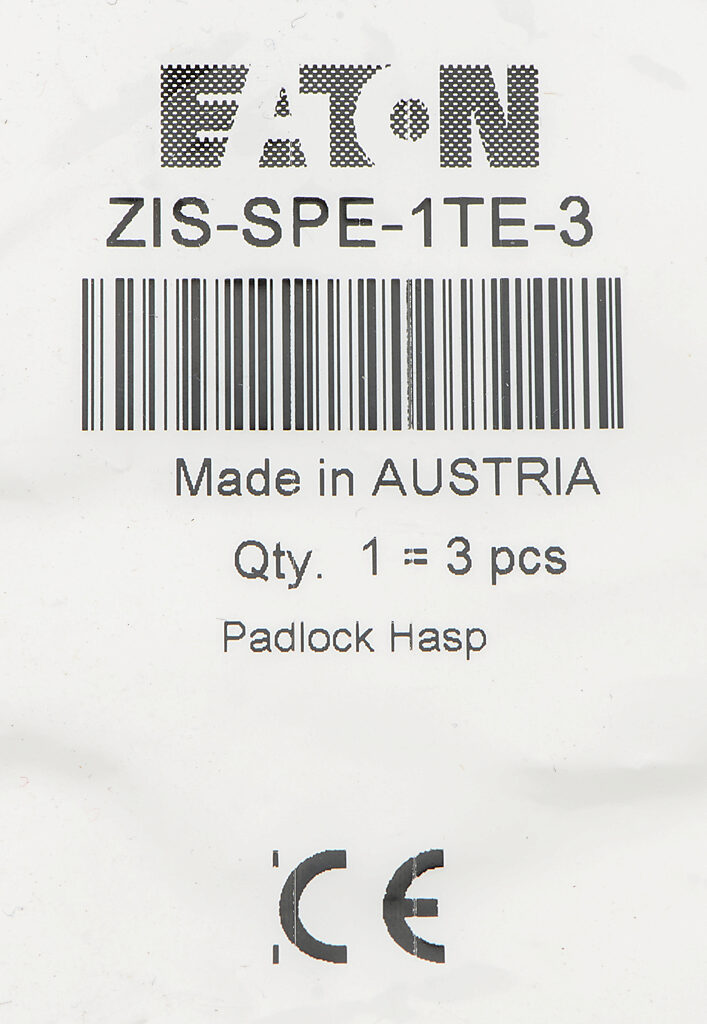 EATON
ZIS-SPE-1TE-3
Made in AUSTRIA
Qty. 1 = 3 pcs
Padlock Hasp
CE